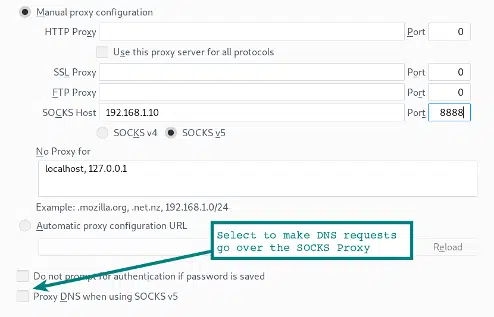 Manual proxy configuration
HTTP Proxy Port 0
Use this proxy server for all protocols
SSL Proxy Port 0
FTP Proxy Port 0
SOCKS Host 192.168.1.10 Port 8888
SOCKS v4 SOCKS v5
No Proxy for
localhost, 127.0.0.1
Example: .mozilla.org, .net.nz, 192.168.1.0/24
Automatic proxy configuration URL
Select to make DNS requests
go over the SOCKS Proxy
Reload
Do not prompt for authentication if password is saved
Proxy DNS when using SOCKS v5